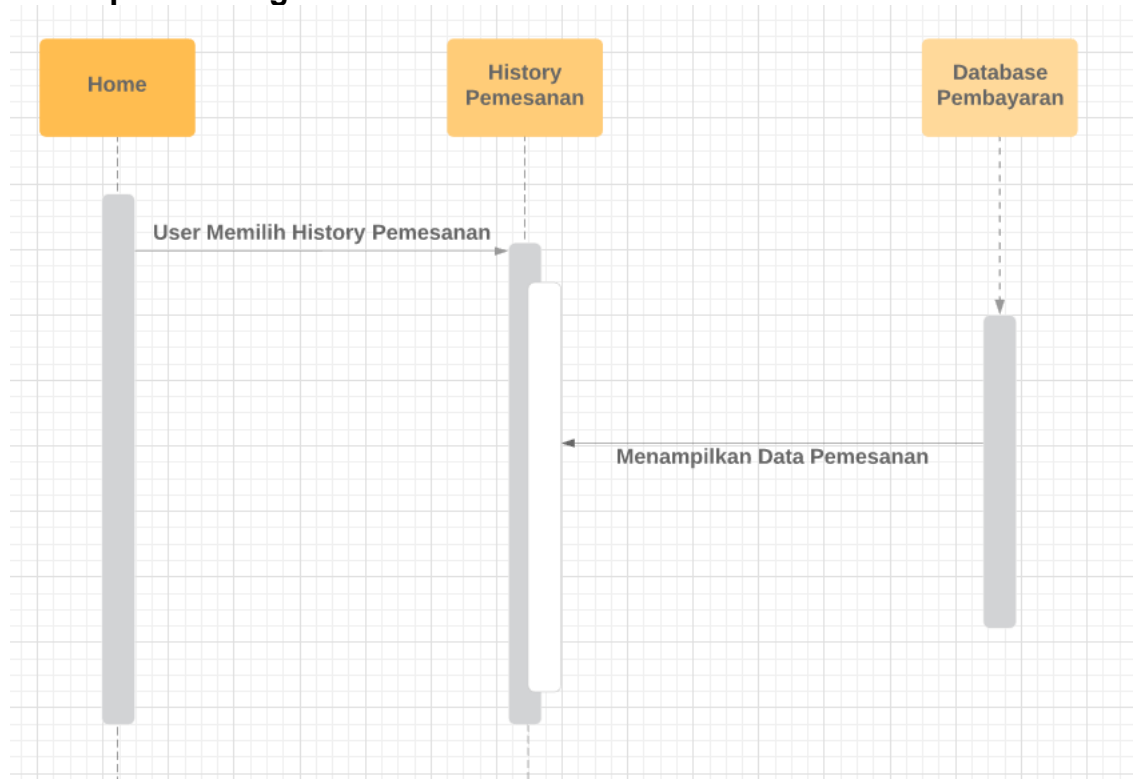 Home
History
Pemesanan
Database
Pembayaran
User Memilih History Pemesanan
Menampilkan Data Pemesanan